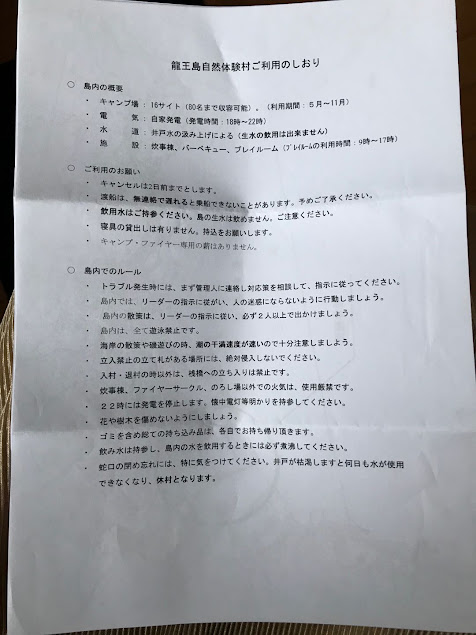 龍王島自然体験村ご利用のしおり
○ 島内の概要
・ キャンプ場 : 16サイト（80名まで収容可能）。（利用期間：５月～11月）
・ 電 気 : 自家発電（発電時間：18時～22時）
・ 水 道 : 井戸水の汲み上げによる（生水の飲用は出来ません）
・ 施 設 : 炊事棟、バーベキュー、プレイルーム（ﾌﾟﾚｲﾙｰﾑの利用時間：9時～17時）
○ ご利用のお願い
・ キャンセルは2日前までとします。
・ 渡船は、無連絡で遅れると乗船できないことがあります。予めご了承ください。
・ 飲用水はご持参ください。島の生水は飲めません。ご注意ください。
・ 寝具の貸出しは有りません。持込をお願いします。
・ キャンプ・ファイヤー専用の薪はありません。
○ 島内でのルール
・ トラブル発生時には、まず管理人に連絡し対応策を相談して、指示に従ってください。
・ 島内では、リーダーの指示に従がい、人の迷惑にならないように行動しましょう。
・ 島内の散策は、リーダーの指示に従い、必ず２人以上で出かけましょう。
・ 島内は、全て遊泳禁止です。
・ 海岸の散策や磯遊びの時、潮の干満速度が速いので十分注意しましよう。
・ 立入禁止の立て札がある場所には、絶対侵入しないでください。
・ 入村・退村の時以外は、桟橋への立ち入りは禁止です。
・ 炊事棟、ファイヤーサークル、のろし場以外での火気は、使用厳禁です。
・ ２２時には発電を停止します。懐中電灯等明かりを持参してください。
・ 花や樹木を傷めないようにしましょう。
・ ゴミを含め総ての持ち込み品は、各自でお持ち帰り頂きます。
・ 飲み水は持参し、島内の水を飲用するときには必ず煮沸してください。
・ 蛇口の閉め忘れには、特に気をつけてください。井戸が枯渇しますと何日も水が使用
できなくなり、休村となります。